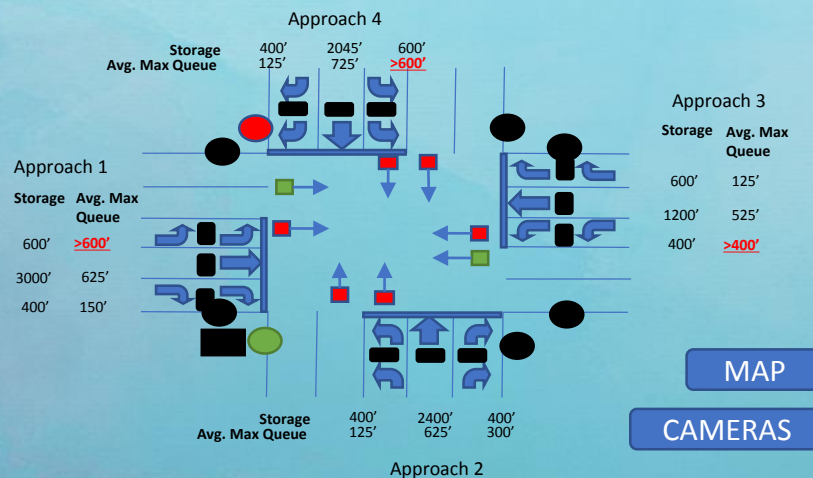 Approach 4
Storage 400' 2045' 600'
Avg. Max Queue 125' 725' >600'
Approach 3
Storage Avg. Max Queue
600' 125'
1200' 525'
400' >400'
Approach 1
Storage Avg. Max Queue
600' >600'
3000' 625'
400' 150'
MAP
CAMERAS
Storage 400' 2400' 400'
Avg. Max Queue 125' 625' 300'
Approach 2